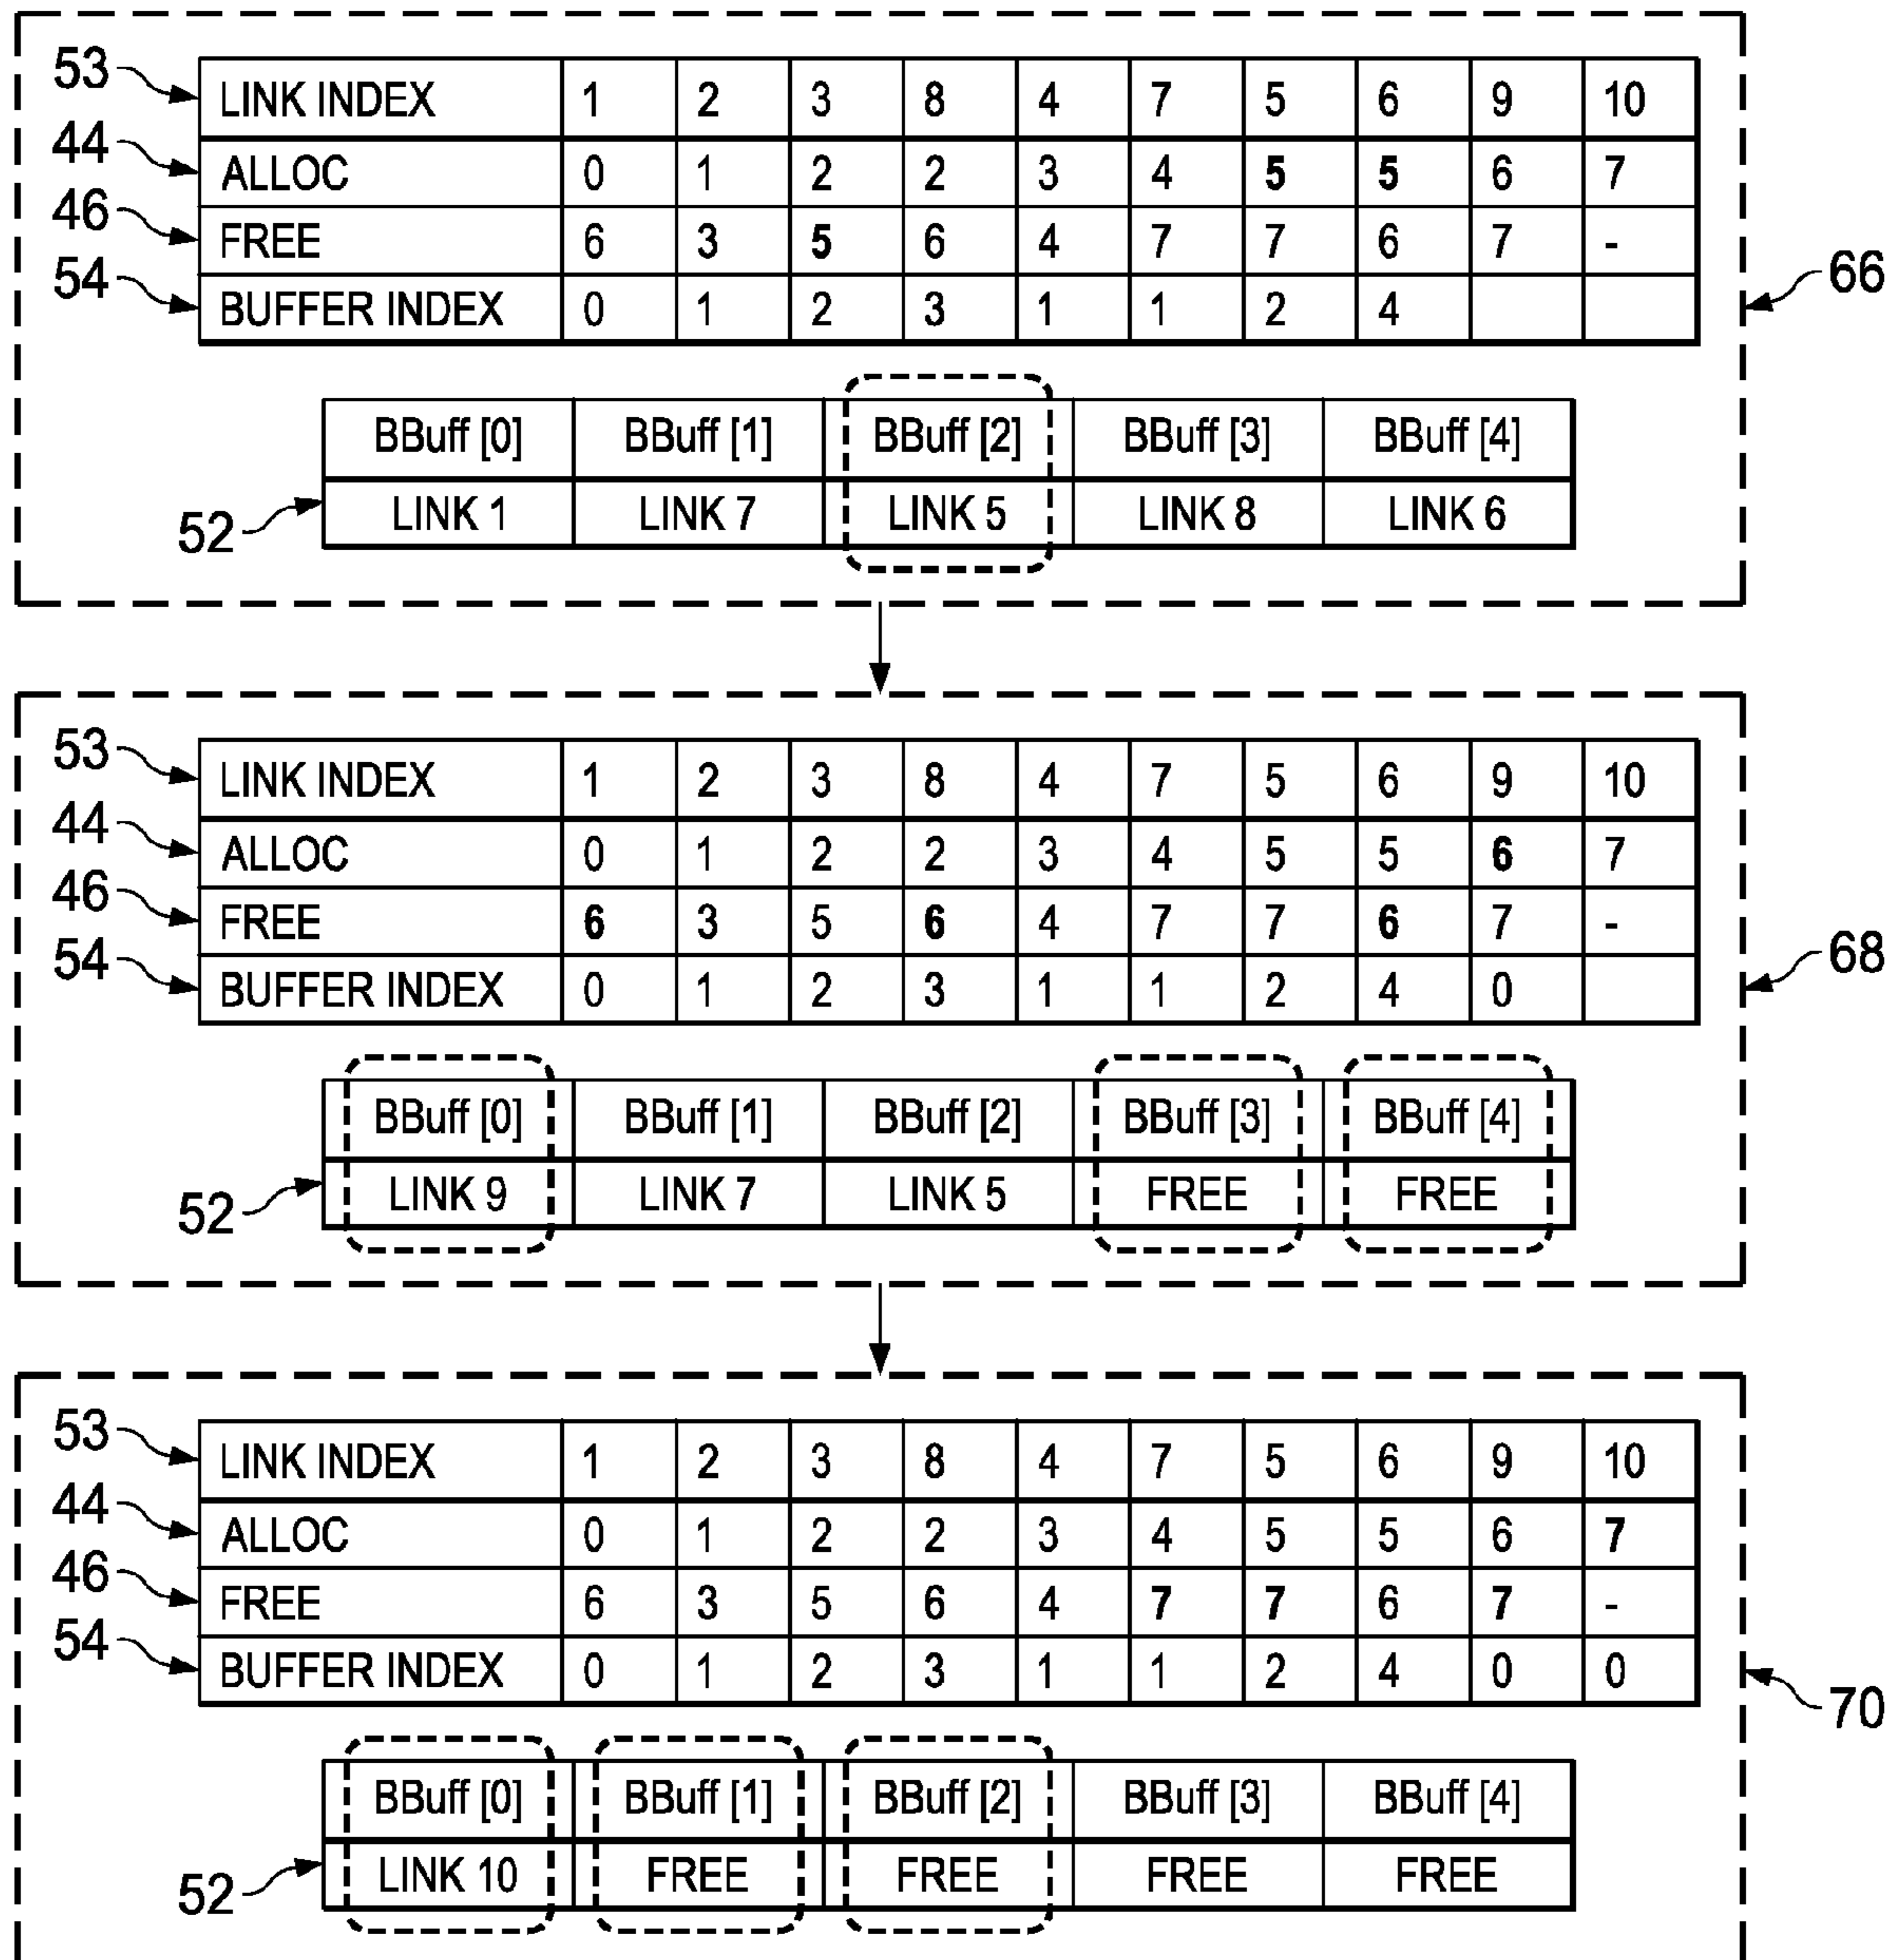 53 LINK INDEX 1 2 3 8 4 7 5 6 9 10
44 ALLOC 0 1 2 2 3 4 5 5 6 7
46 FREE 6 3 5 6 4 7 7 6 7 -
54 BUFFER INDEX 0 1 2 3 1 1 2 4
66
BBuff [0] BBuff [1] BBuff [2] BBuff [3] BBuff [4]
52 LINK 1 LINK 7 LINK 5 LINK 8 LINK 6
53 LINK INDEX 1 2 3 8 4 7 5 6 9 10
44 ALLOC 0 1 2 2 3 4 5 5 6 7
46 FREE 6 3 5 6 4 7 7 6 7 -
54 BUFFER INDEX 0 1 2 3 1 1 2 4 0
68
BBuff [0] BBuff [1] BBuff [2] BBuff [3] BBuff [4]
52 LINK 9 LINK 7 LINK 5 FREE FREE
53 LINK INDEX 1 2 3 8 4 7 5 6 9 10
44 ALLOC 0 1 2 2 3 4 5 5 6 7
46 FREE 6 3 5 6 4 7 7 6 7 -
54 BUFFER INDEX 0 1 2 3 1 1 2 4 0 0
70
BBuff [0] BBuff [1] BBuff [2] BBuff [3] BBuff [4]
52 LINK 10 FREE FREE FREE FREE